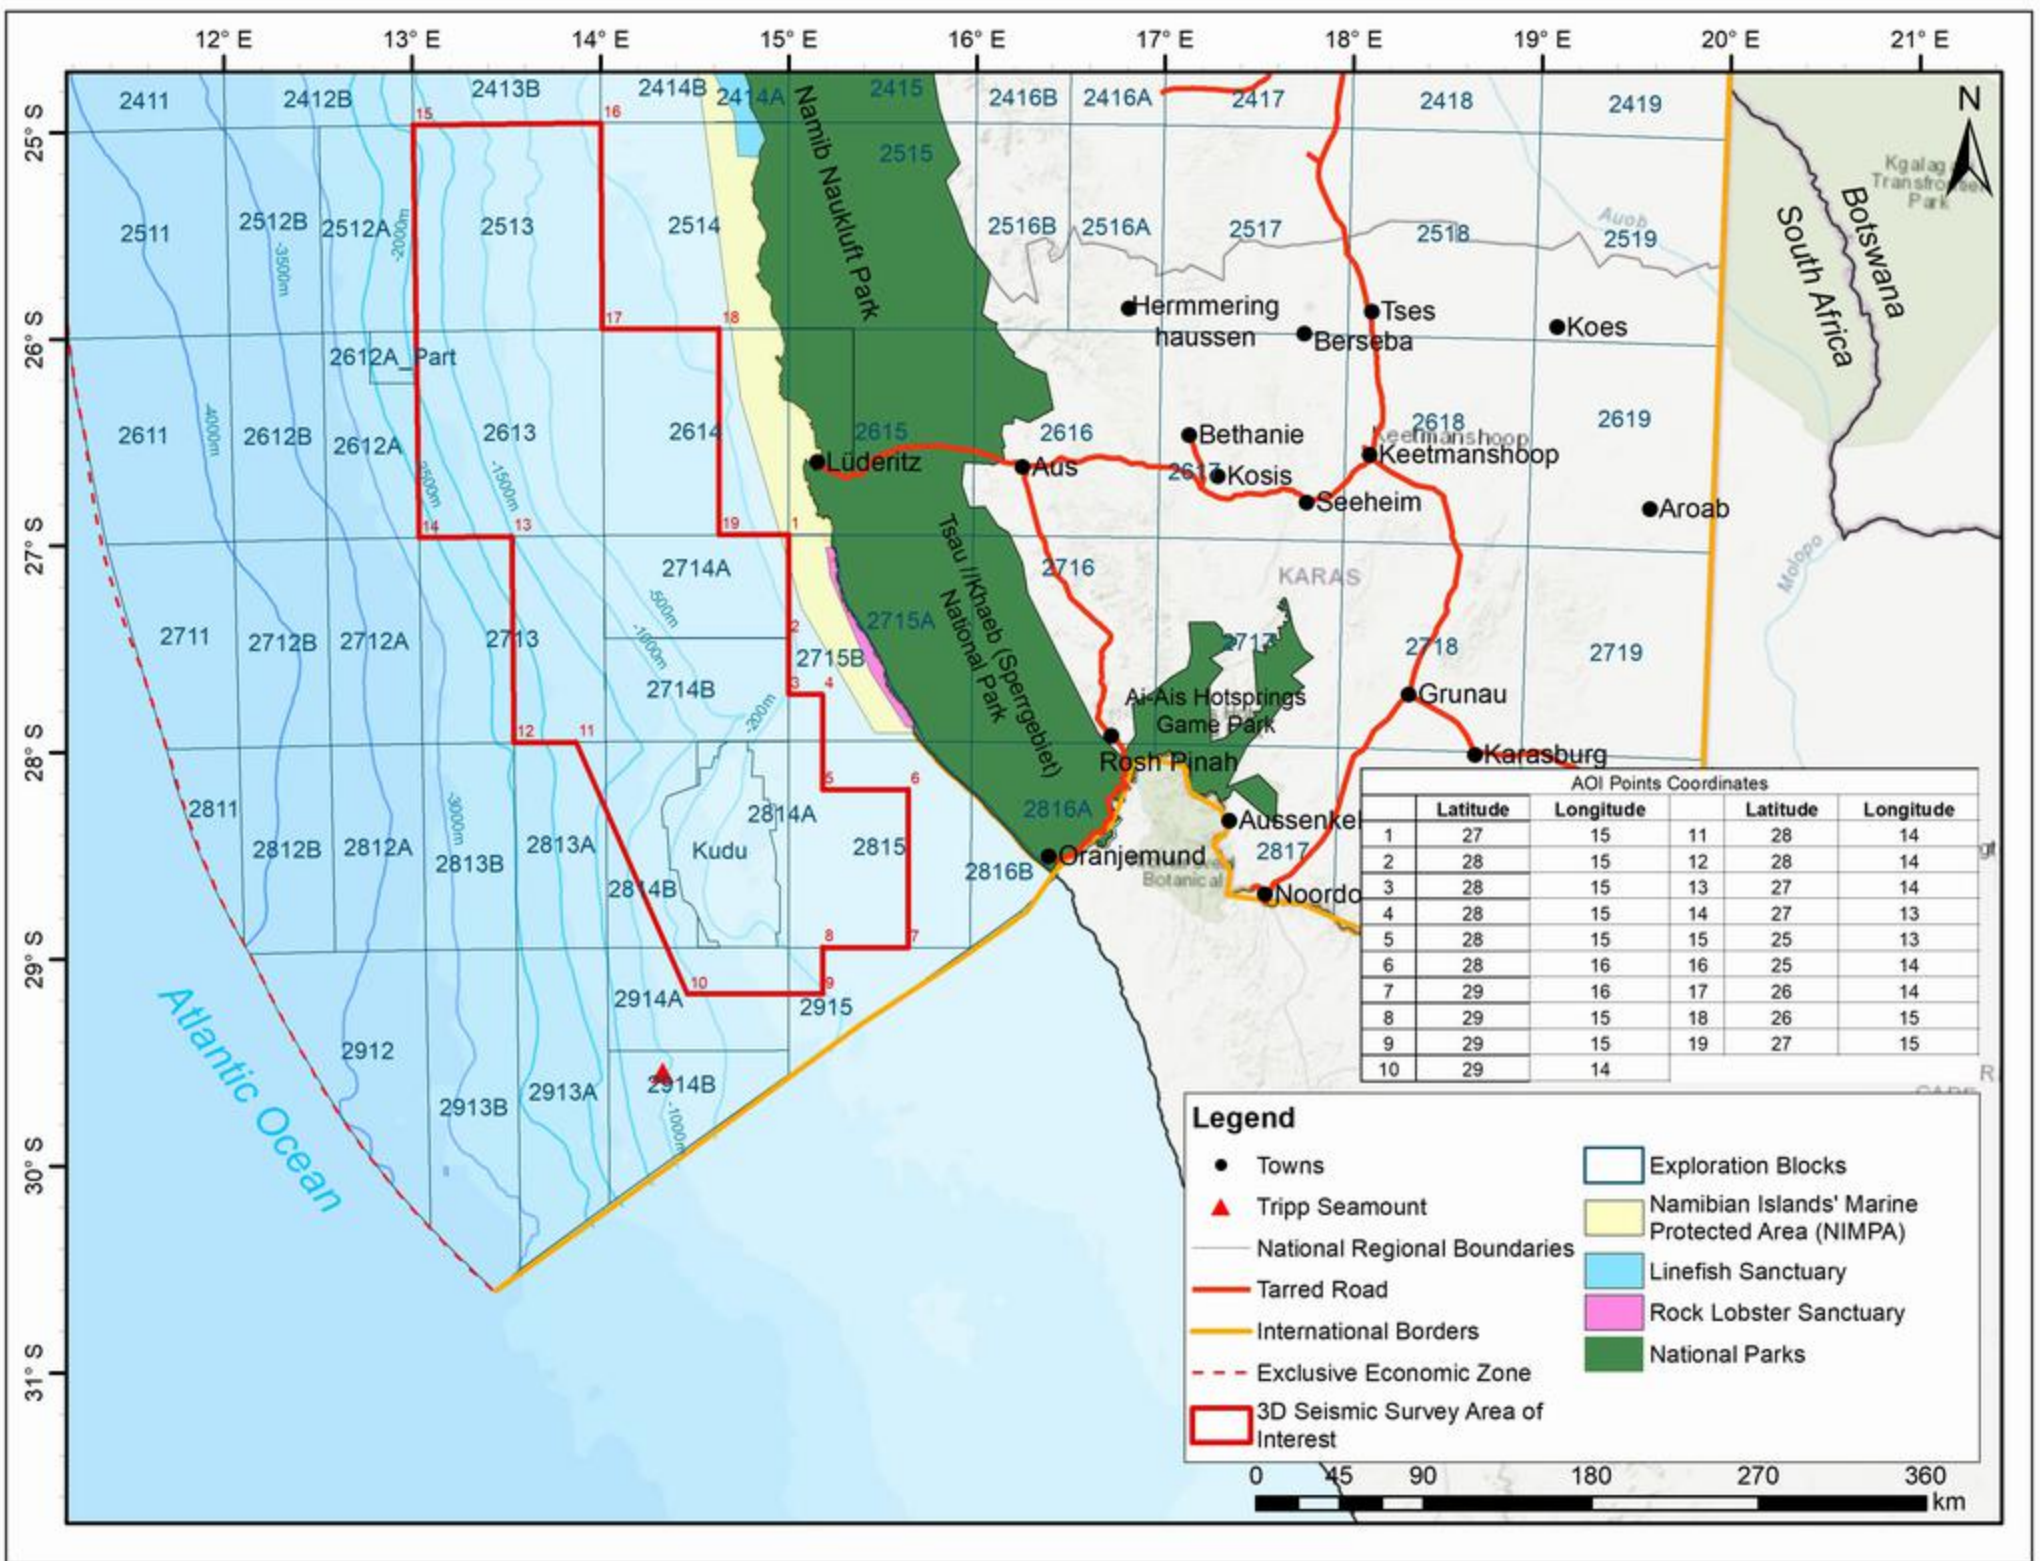 12° E 13° E 14° E 15° E 16° E 17° E 18° E 19° E 20° E 21° E
25° S
26° S
27° S
28° S
29° S
30° S
31° S
N
2411 2412B 2413B 2414B 2414A 2415 2416B 2416A 2417 2418 2419
15 16
2511 2512B 2512A 2513 2514 2515 2516B 2516A 2517 2518 2519
-3500m -2000m
Namib Naukluft Park
Auob
Botswana
South Africa
17 18
Hermmering
haussen
Berseba
Tses
Koes
2612A_Part
2611 2612B 2612A 2613 2614 2615 2616 2617 2618 2619
-4000m -1500m
Bethanie
Keetmanshoop
Keetmanshoop
Lüderitz
Aus
Kosis
Seeheim
Aroab
14 13 19 1
Tsau //Khaeb (Sperrgebiet)
National Park
Molopo
KARAS
2711 2712B 2712A 2713 2714A 2714B 2715A 2715B 2716 2717 2718 2719
-500m -1000m -200m
2
3 4
Ai-Ais Hotsprings
Game Park
Grunau
12 11
Rosh Pinah
Karasburg
5 6
2811 2812B 2812A 2813B 2813A 2814B 2814A 2815 2816B 2816A 2817
-3000m
Kudu
Aussenke
Oranjemund
Botanical
Noordo
8 7
10 9
2912 2913B 2913A 2914A 2914B 2915
-1000m
Atlantic Ocean
AOI Points Coordinates
Latitude Longitude Latitude Longitude
1 27 15 11 28 14
2 28 15 12 28 14
3 28 15 13 27 14
4 28 15 14 27 13
5 28 15 15 25 13
6 28 16 16 25 14
7 29 16 17 26 14
8 29 15 18 26 15
9 29 15 19 27 15
10 29 14
Legend
Towns
Tripp Seamount
National Regional Boundaries
Tarred Road
International Borders
Exclusive Economic Zone
3D Seismic Survey Area of
Interest
Exploration Blocks
Namibian Islands' Marine
Protected Area (NIMPA)
Linefish Sanctuary
Rock Lobster Sanctuary
National Parks
0 45 90 180 270 360
km